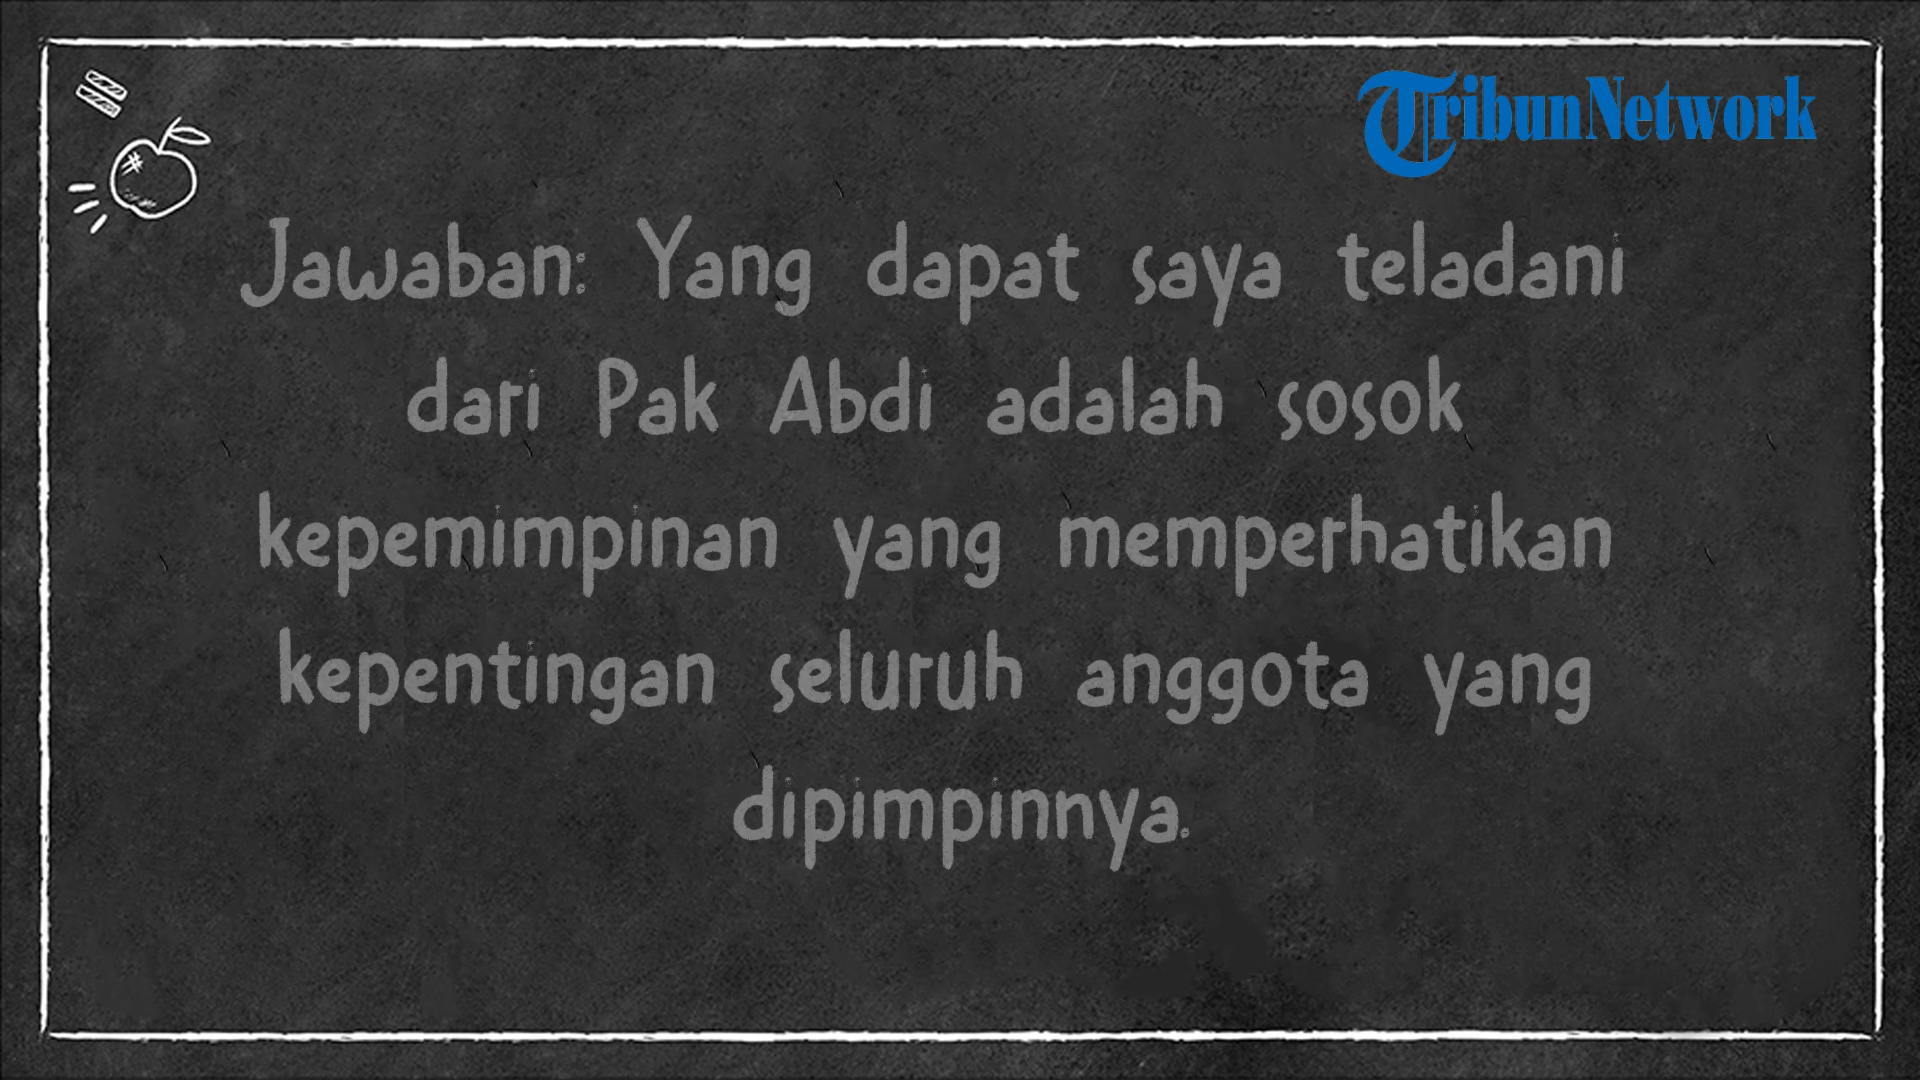 TribunNetwork
Jawaban: Yang dapat saya teladani
dari Pak Abdi adalah sosok
kepemimpinan yang memperhatikan
kepentingan seluruh anggota yang
dipimpinnya.